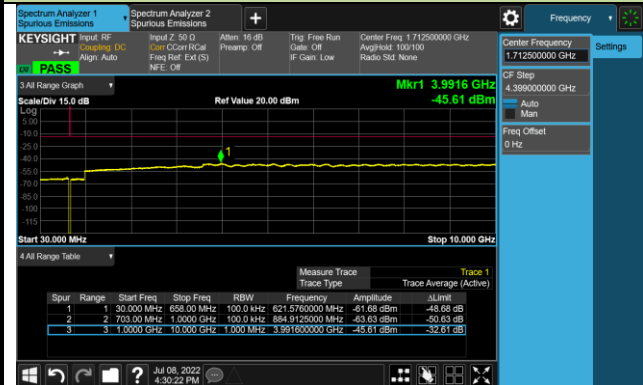 Spectrum Analyzer 1
Spurious Emissions
Spectrum Analyzer 2
Spurious Emissions
Frequency
KEYSIGHT
Input: RF
Coupling: DC
Align: Auto
Input Z: 50 Ω
Corr CCorr RCal
Freq Ref: Ext (S)
NFE: Off
Atten: 16 dB
Preamp: Off
Trig: Free Run
Gate: Off
IF Gain: Low
Center Freq: 1.712500000 GHz
Avg|Hold: 100/100
Radio Std: None
PASS
Center Frequency
1.712500000 GHz
Settings
CF Step
4.399000000 GHz
Auto
Man
Freq Offset
0 Hz
3 All Range Graph
Mkr1 3.9916 GHz
Scale/Div 15.0 dB
Ref Value 20.00 dBm
-45.61 dBm
Log
5.00
-10.0
-25.0
-40.0
-55.0
-70.0
-85.0
-100
-115
1
Start 30.000 MHz
Stop 10.000 GHz
4 All Range Table
Measure Trace Trace 1
Trace Type Trace Average (Active)
Spur Range Start Freq Stop Freq RBW Frequency Amplitude ΔLimit
1 1 30.000 MHz 658.00 MHz 100.0 kHz 621.5760000 MHz -61.68 dBm -48.68 dB
2 2 703.00 MHz 1.0000 GHz 100.0 kHz 884.9125000 MHz -63.63 dBm -50.63 dB
3 3 1.0000 GHz 10.000 GHz 1.000 MHz 3.991600000 GHz -45.61 dBm -32.61 dB
Jul 08, 2022
4:30:22 PM